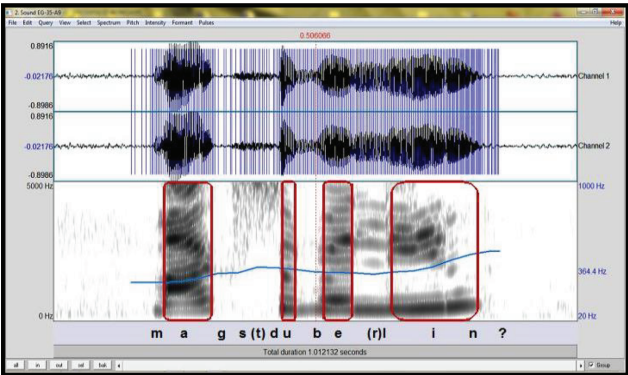 2. Sound EG-35-A9
File Edit Query View Select Spectrum Pitch Intensity Formant Pulses Help
0.506066
0.8916
-0.02176
-0.8986
Channel 1
0.8916
-0.02176
-0.8986
Channel 2
5000 Hz
1000 Hz
364.4 Hz
0 Hz
20 Hz
m a g s (t) d u b e (r)l i n ?
Total duration 1.012132 seconds
all in out sel bak Group